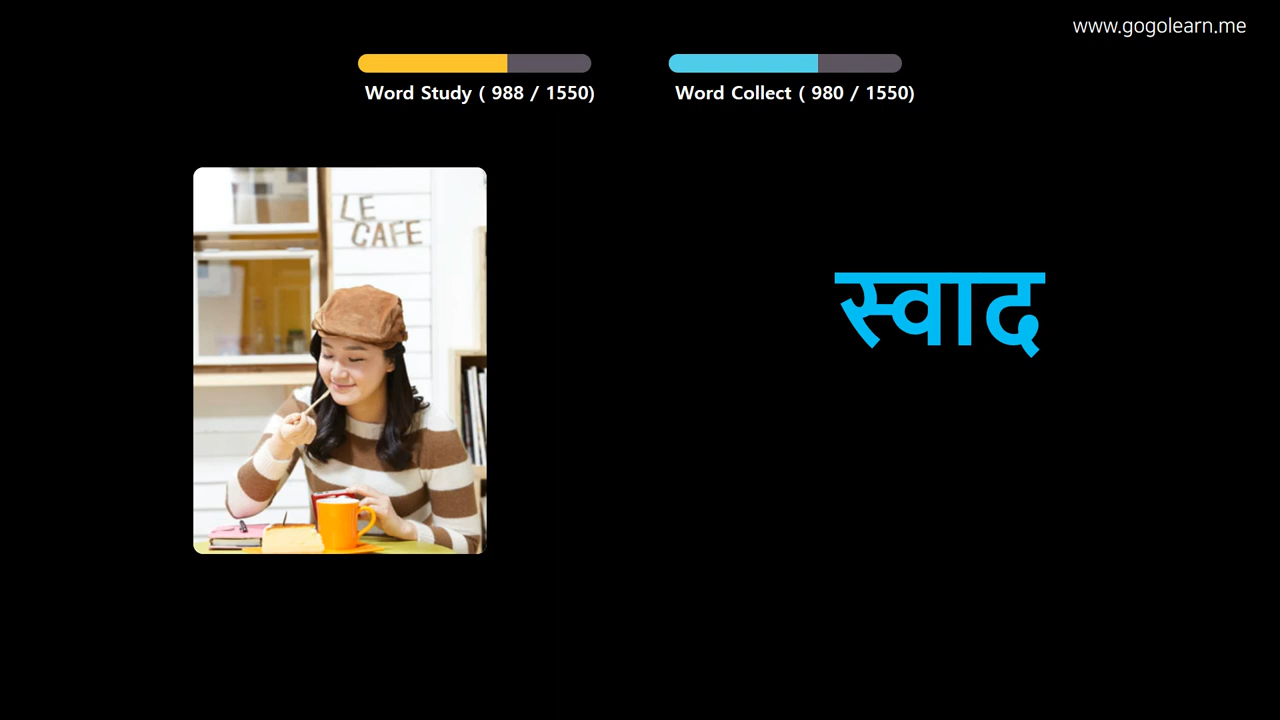 www.gogolearn.me
Word Study ( 988 / 1550)
Word Collect ( 980 / 1550)
LE
CAFE
स्वाद